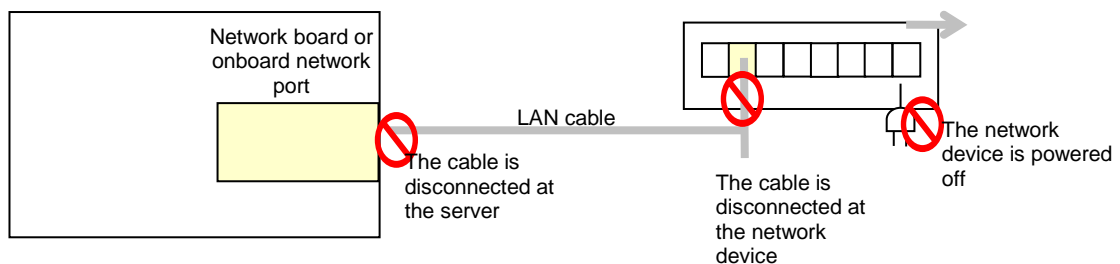 Network board or
onboard network
port
LAN cable
The cable is
disconnected at
the server
The cable is
disconnected at
the network
device
The network
device is powered
off